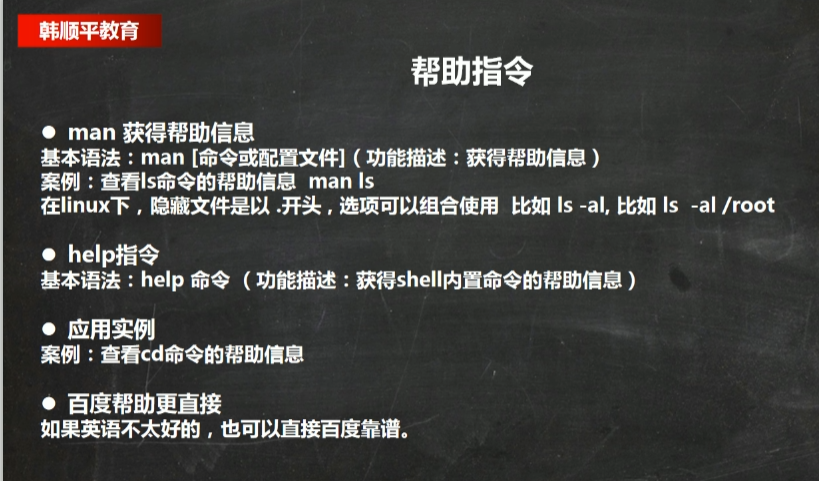 韩顺平教育
帮助指令
● man 获得帮助信息
基本语法：man [命令或配置文件]（功能描述：获得帮助信息）
案例：查看ls命令的帮助信息 man ls
在linux下，隐藏文件是以 .开头，选项可以组合使用 比如 ls -al, 比如 ls -al /root
● help指令
基本语法：help 命令 （功能描述：获得shell内置命令的帮助信息）
● 应用实例
案例：查看cd命令的帮助信息
● 百度帮助更直接
如果英语不太好的，也可以直接百度靠谱。